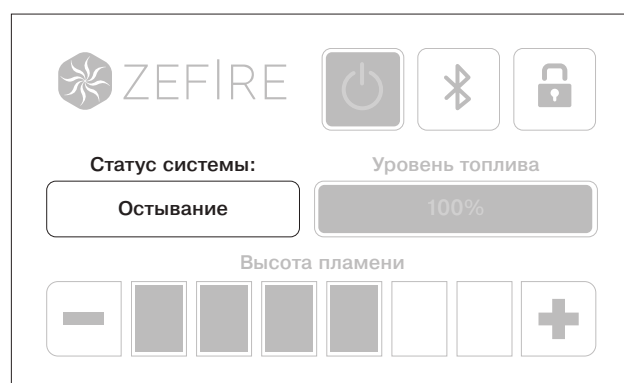 ZEFIRE
Статус системы:
Уровень топлива
Остывание
100%
Высота пламени